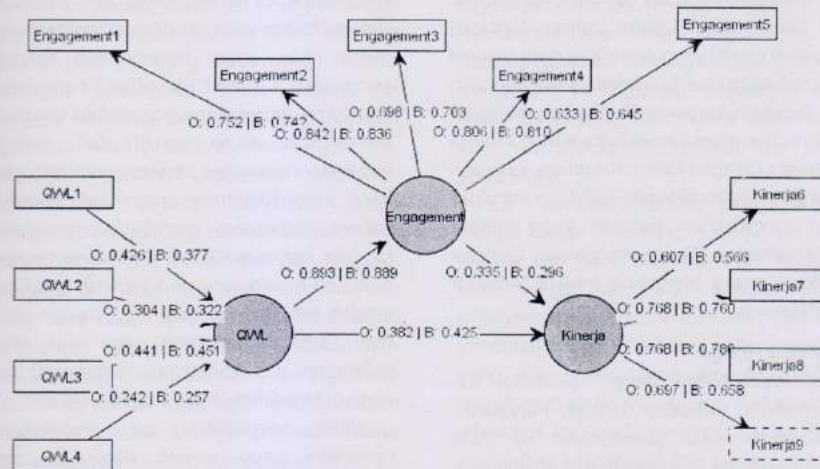 Engagement1
Engagement3
Engagement5
Engagement2
Engagement4
O: 0.698 | B: 0.703
O: 0.633 | B: 0.645
O: 0.752 | B: 0.742
O: 0.842 | B: 0.836
O: 0.806 | B: 0.810
QWL1
Engagement
Kinerja6
O: 0.426 | B: 0.377
O: 0.893 | B: 0.889
O: 0.335 | B: 0.296
O: 0.607 | B: 0.566
QWL2
O: 0.304 | B: 0.322
O: 0.768 | B: 0.760
Kinerja7
QWL
O: 0.382 | B: 0.425
Kinerja
O: 0.441 | B: 0.451
O: 0.768 | B:
QWL3
O: 0.242 | B: 0.257
O: 0.697 | B: 0.658
Kinerja8
QWL4
Kinerja9